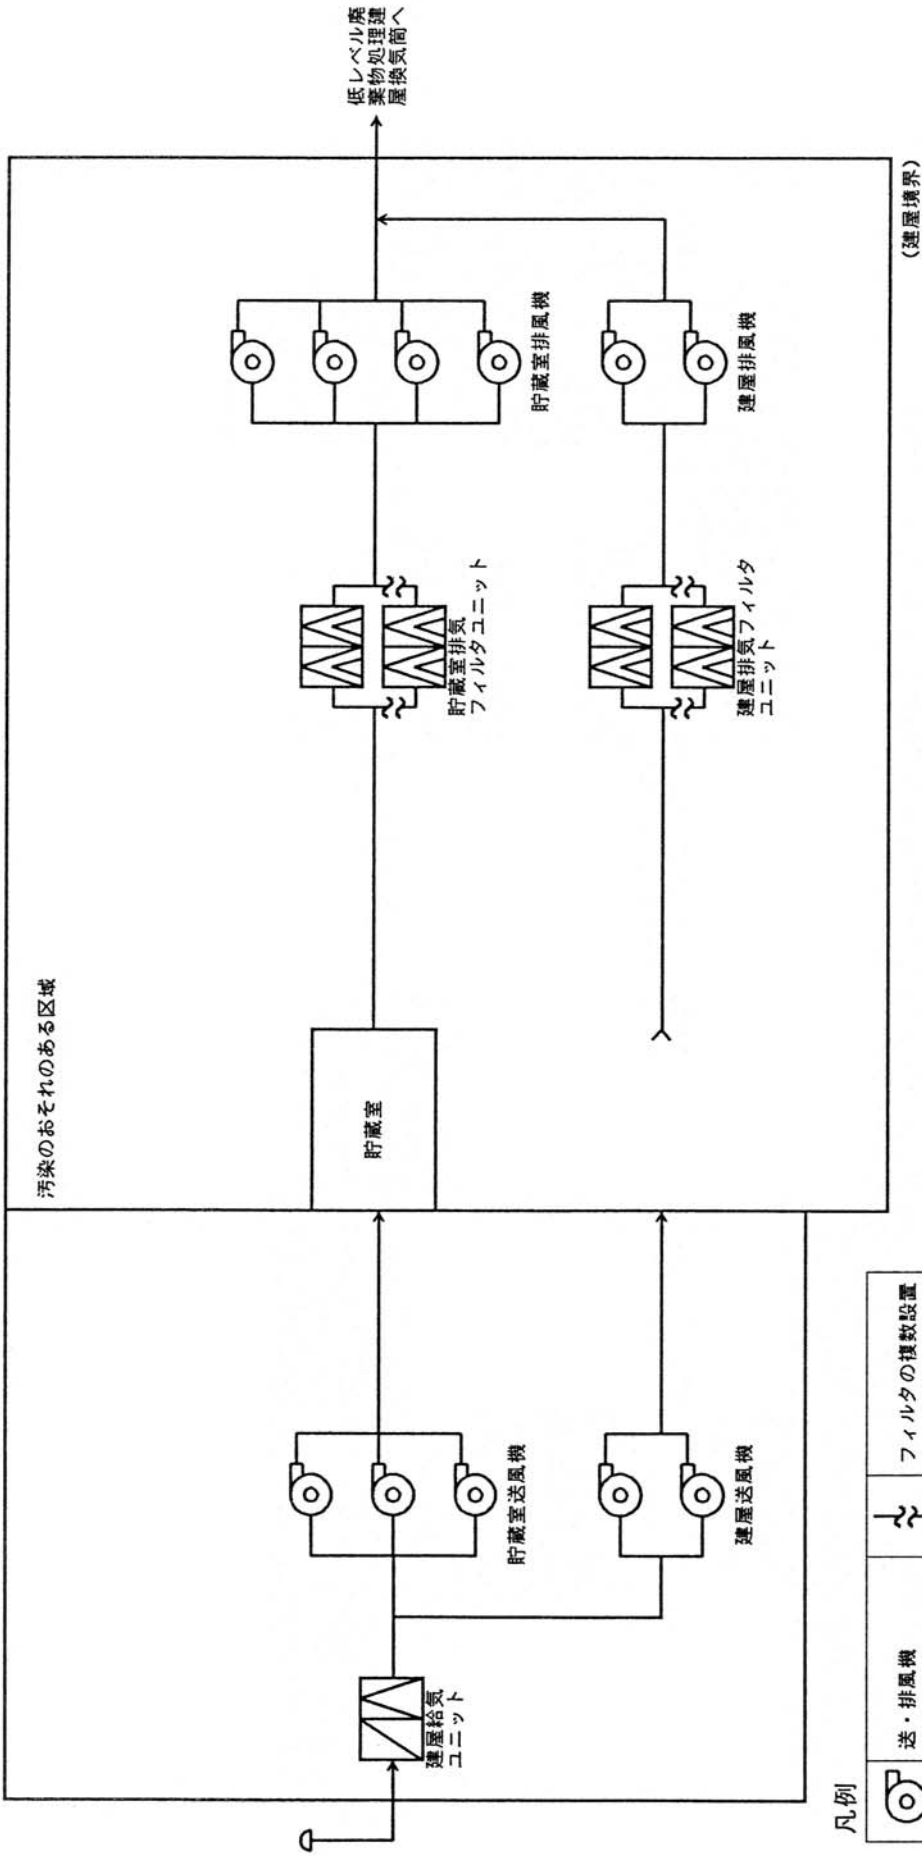 汚染のおそれのある区域
低レベル廃
棄物処理建
屋換気筒へ
貯蔵室
貯蔵室排気
フィルタユニット
貯蔵室排風機
建屋給気
ユニット
貯蔵室送風機
建屋送風機
建屋排気フィルタ
ユニット
建屋排風機
(建屋境界)
凡例
送・排風機
フィルタの複数設置